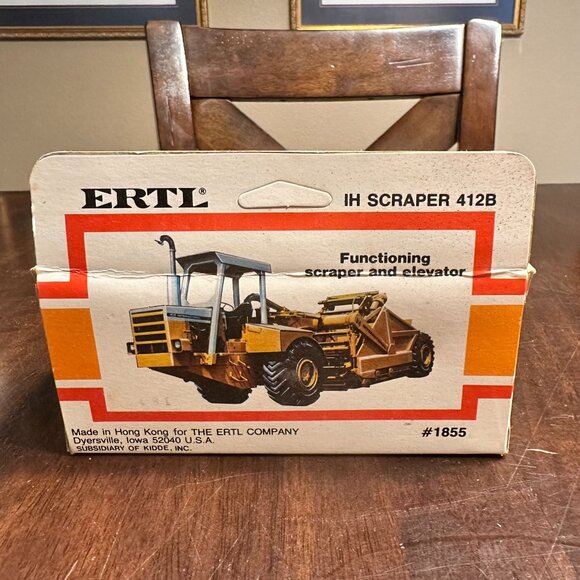 ERTL®
IH SCRAPER 412B
Functioning
scraper and elevator
Made in Hong Kong for THE ERTL COMPANY
Dyersville, Iowa 52040 U.S.A.
SUBSIDIARY OF KIDDE, INC.
#1855